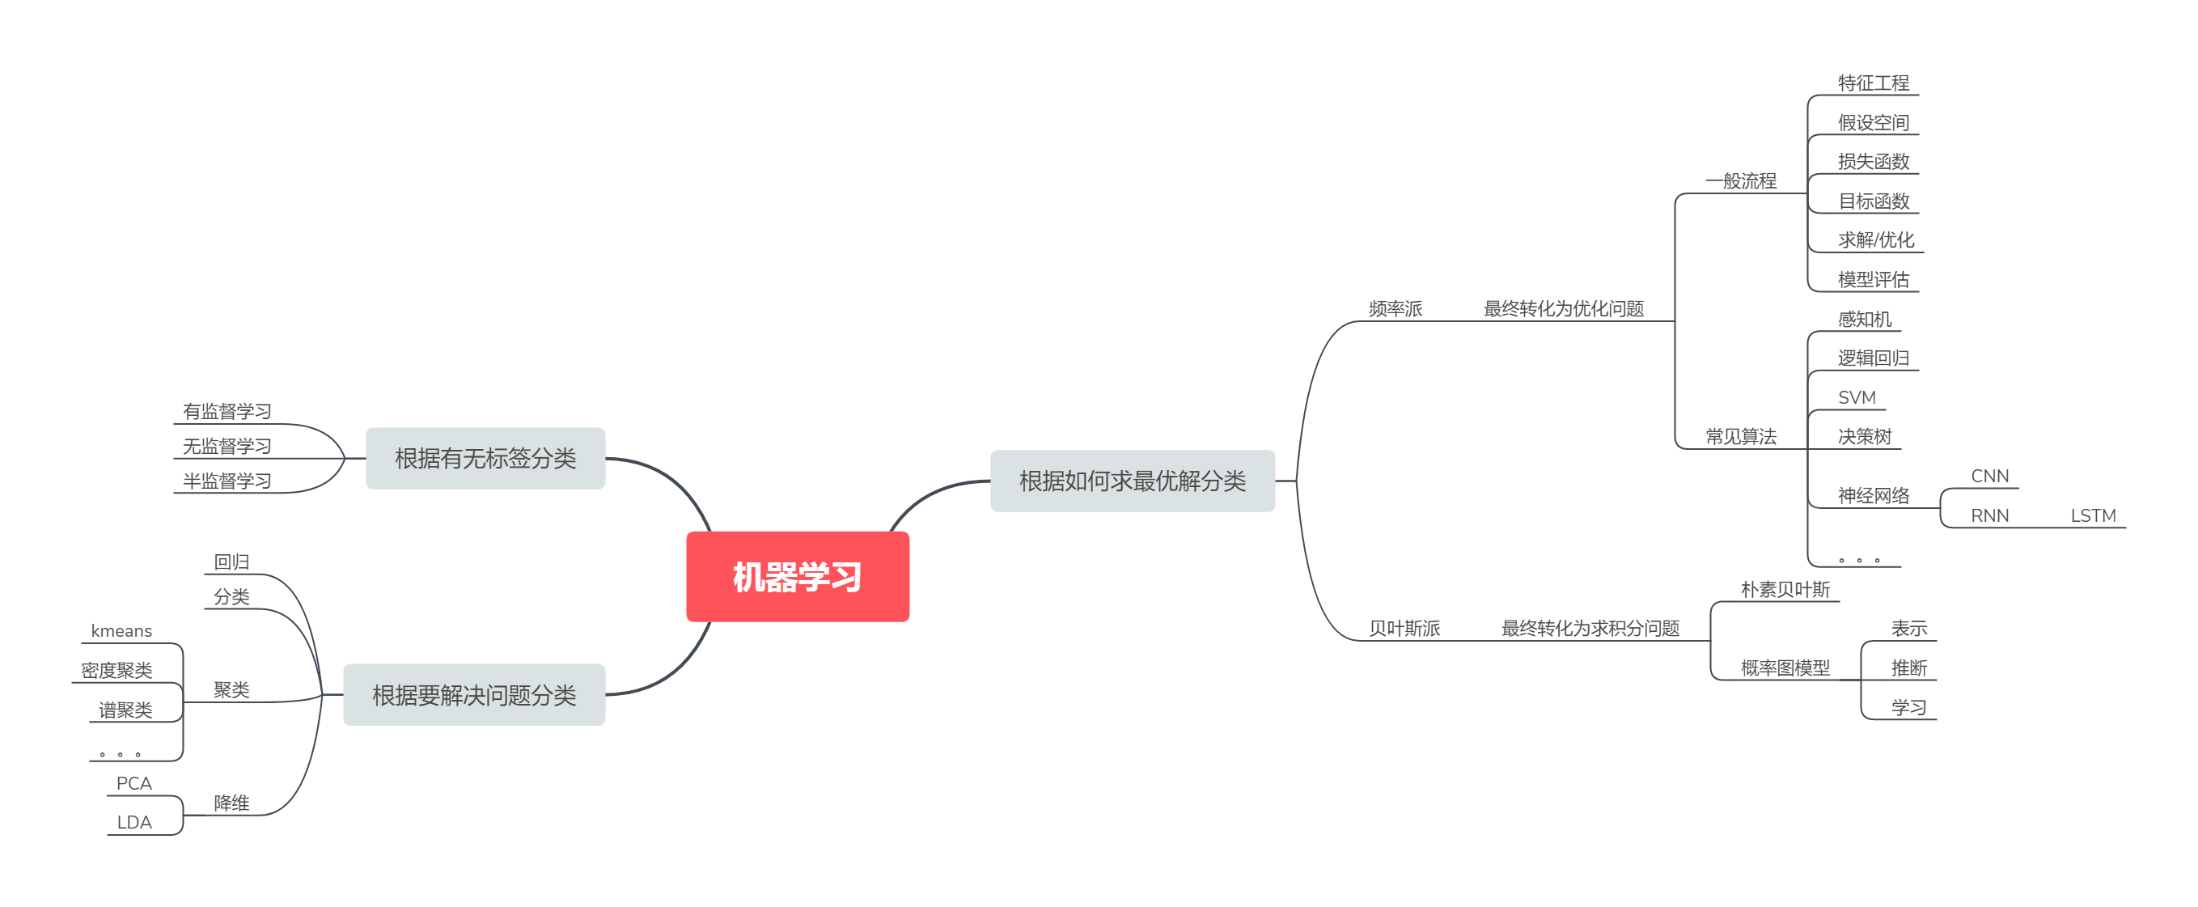 机器学习
根据如何求最优解分类
频率派
最终转化为优化问题
一般流程
特征工程
假设空间
损失函数
目标函数
求解/优化
模型评估
常见算法
感知机
逻辑回归
SVM
决策树
神经网络
CNN
RNN
LSTM
。。。
贝叶斯派
最终转化为求积分问题
朴素贝叶斯
概率图模型
表示
推断
学习
根据有无标签分类
有监督学习
无监督学习
半监督学习
根据要解决问题分类
回归
分类
聚类
kmeans
密度聚类
谱聚类
。。。
降维
PCA
LDA